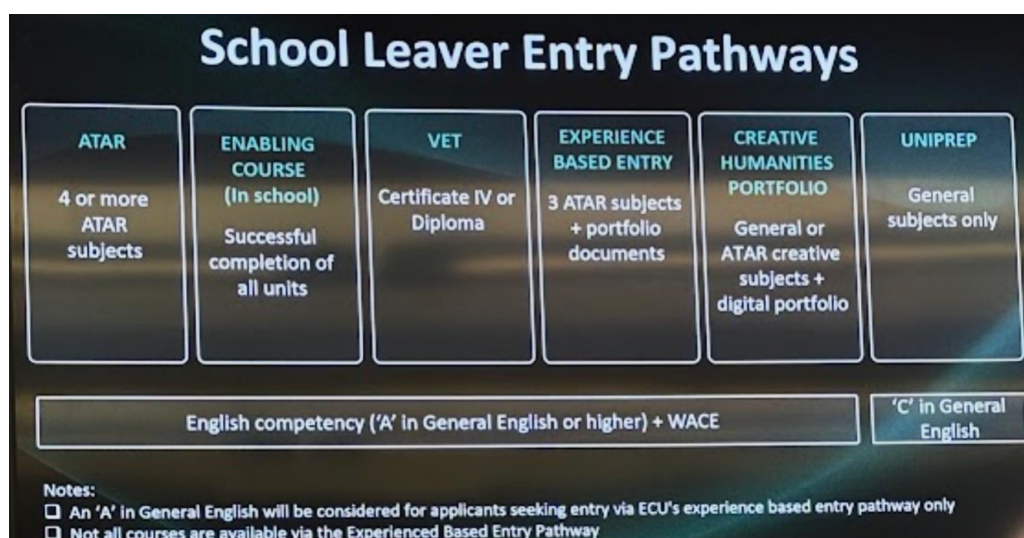 School Leaver Entry Pathways
ATAR
4 or more
ATAR
subjects
ENABLING
COURSE
(In school)
Successful
completion of
all units
VET
Certificate IV or
Diploma
EXPERIENCE
BASED ENTRY
3 ATAR subjects
+ portfolio
documents
CREATIVE
HUMANITIES
PORTFOLIO
General or
ATAR creative
subjects +
digital portfolio
UNIPREP
General
subjects only
English competency ('A' in General English or higher) + WACE
'C' in General
English
Notes:
❑ An 'A' in General English will be considered for applicants seeking entry via ECU's experience based entry pathway only
❑ Not all courses are available via the Experienced Based Entry Pathway